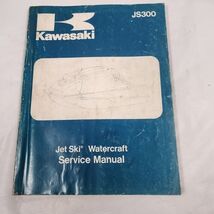 JS300
Kawasaki
Jet Ski® Watercraft
Service Manual